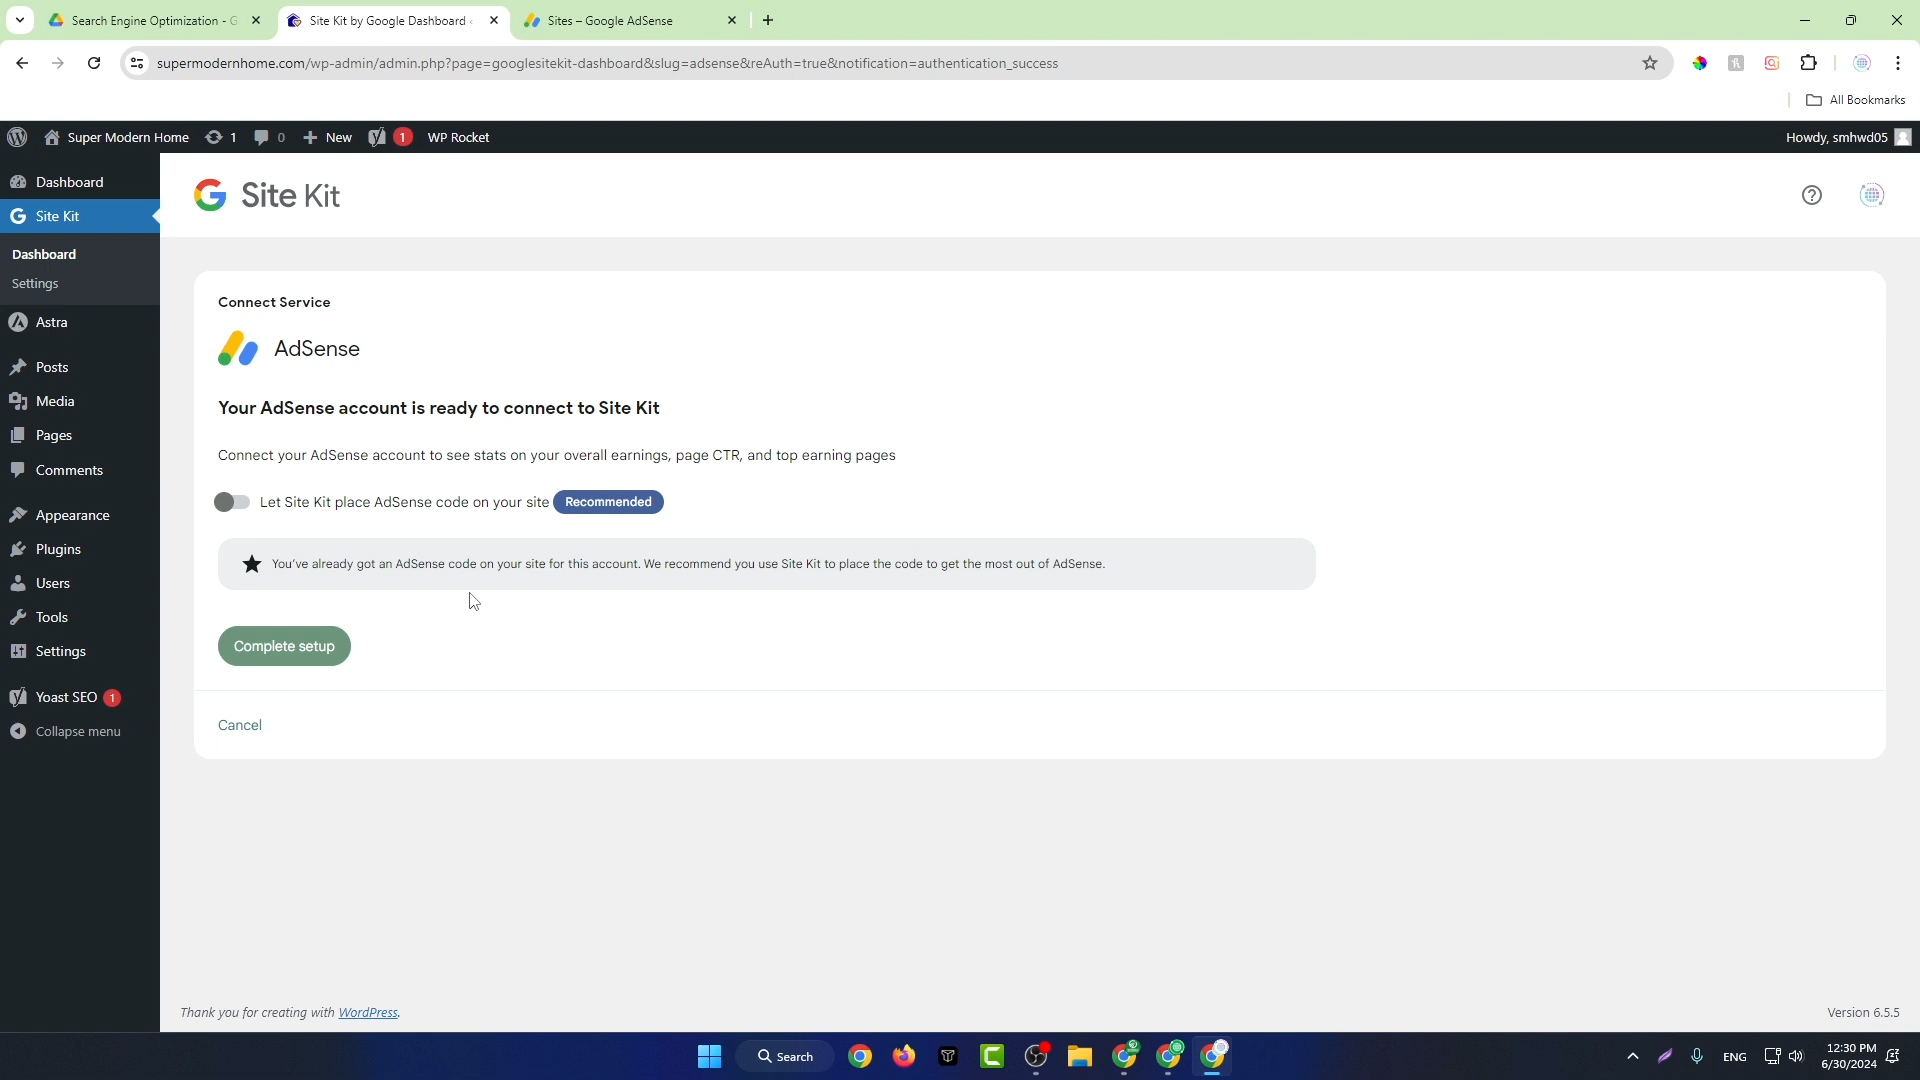 Search Engine Optimization - G
Site Kit by Google Dashboard ‹
Sites – Google AdSense
supermodernhome.com/wp-admin/admin.php?page=googlesitekit-dashboard&slug=adsense&reAuth=true&notification=authentication_success
All Bookmarks
Super Modern Home 1 0 New 1 WP Rocket Howdy, smhwd05
Dashboard
Site Kit
Dashboard
Settings
Astra
Posts
Media
Pages
Comments
Appearance
Plugins
Users
Tools
Settings
Yoast SEO 1
Collapse menu
Site Kit
Connect Service
AdSense
Your AdSense account is ready to connect to Site Kit
Connect your AdSense account to see stats on your overall earnings, page CTR, and top earning pages
Let Site Kit place AdSense code on your site Recommended
You've already got an AdSense code on your site for this account. We recommend you use Site Kit to place the code to get the most out of AdSense.
Complete setup
Cancel
Thank you for creating with WordPress.
Version 6.5.5
Search
ENG
12:30 PM
6/30/2024